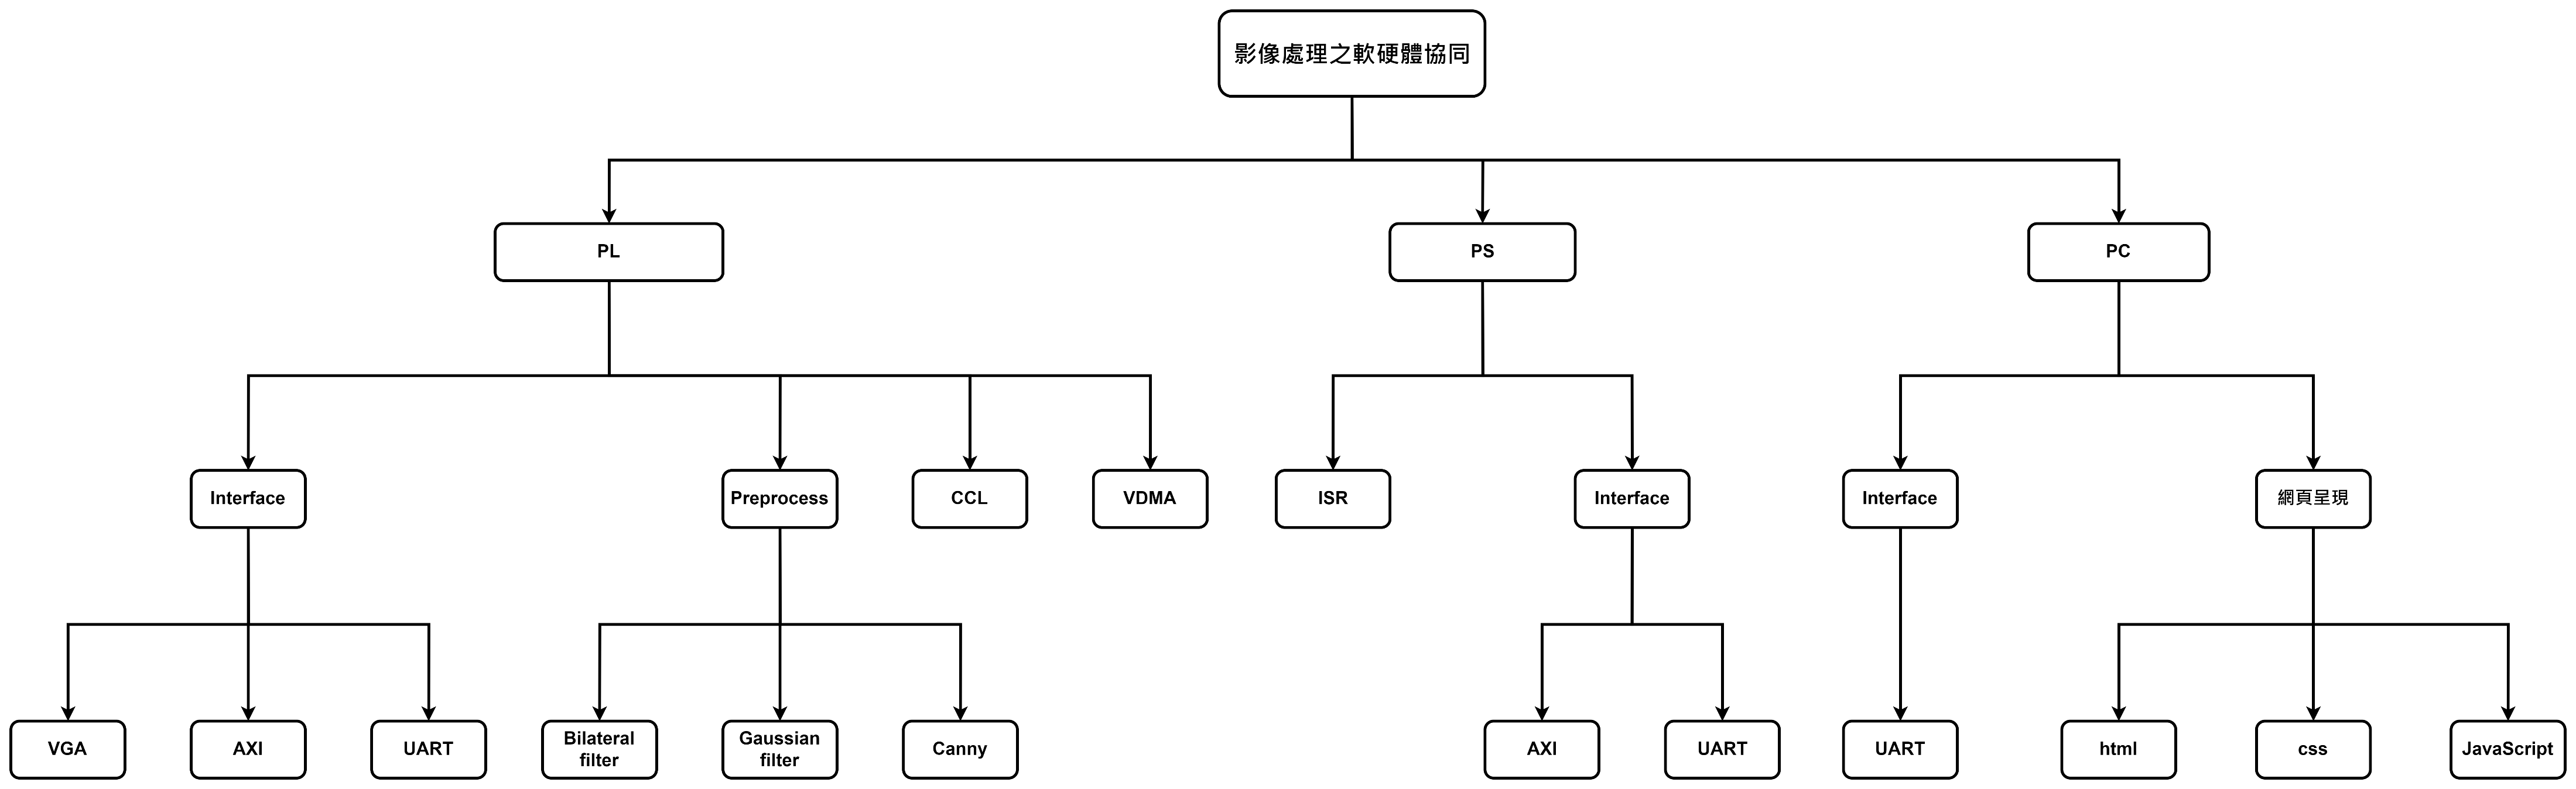 影像處理之軟硬體協同
PL
PS
PC
Interface
Preprocess
CCL
VDMA
ISR
Interface
Interface
網頁呈現
VGA
AXI
UART
Bilateral
filter
Gaussian
filter
Canny
AXI
UART
UART
html
css
JavaScript